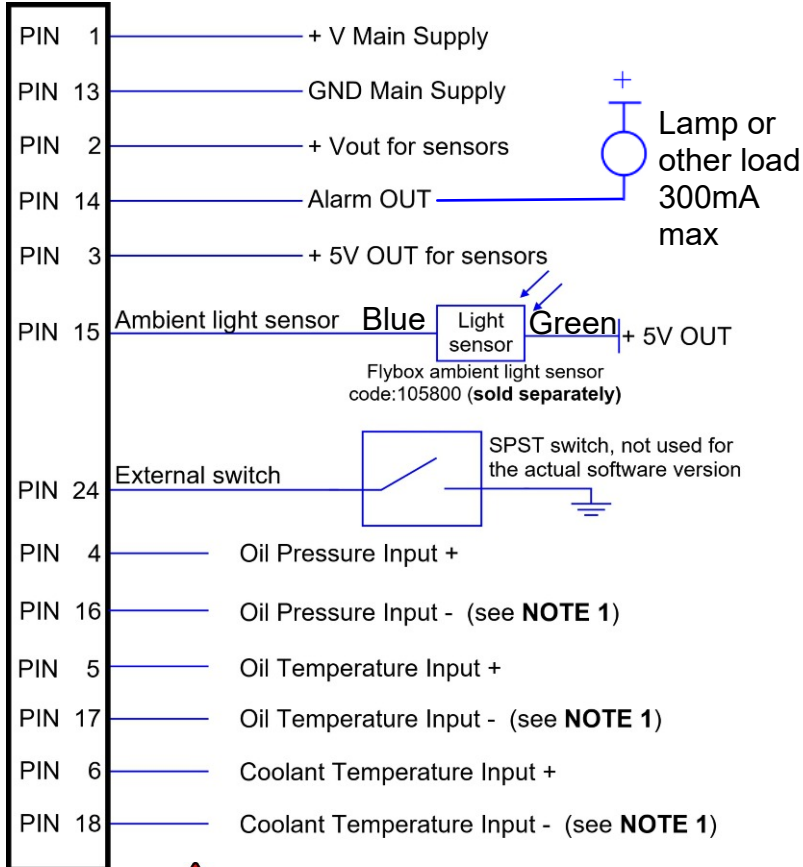 PIN 1 + V Main Supply
PIN 13 GND Main Supply
+
PIN 2 + Vout for sensors
Lamp or
other load
300mA
max
PIN 14 Alarm OUT
PIN 3 + 5V OUT for sensors
PIN 15 Ambient light sensor Blue Light
sensor
Green + 5V OUT
Flybox ambient light sensor
code:105800 (sold separately)
SPST switch, not used for
the actual software version
PIN 24 External switch
PIN 4 Oil Pressure Input +
PIN 16 Oil Pressure Input - (see NOTE 1)
PIN 5 Oil Temperature Input +
PIN 17 Oil Temperature Input - (see NOTE 1)
PIN 6 Coolant Temperature Input +
PIN 18 Coolant Temperature Input - (see NOTE 1)